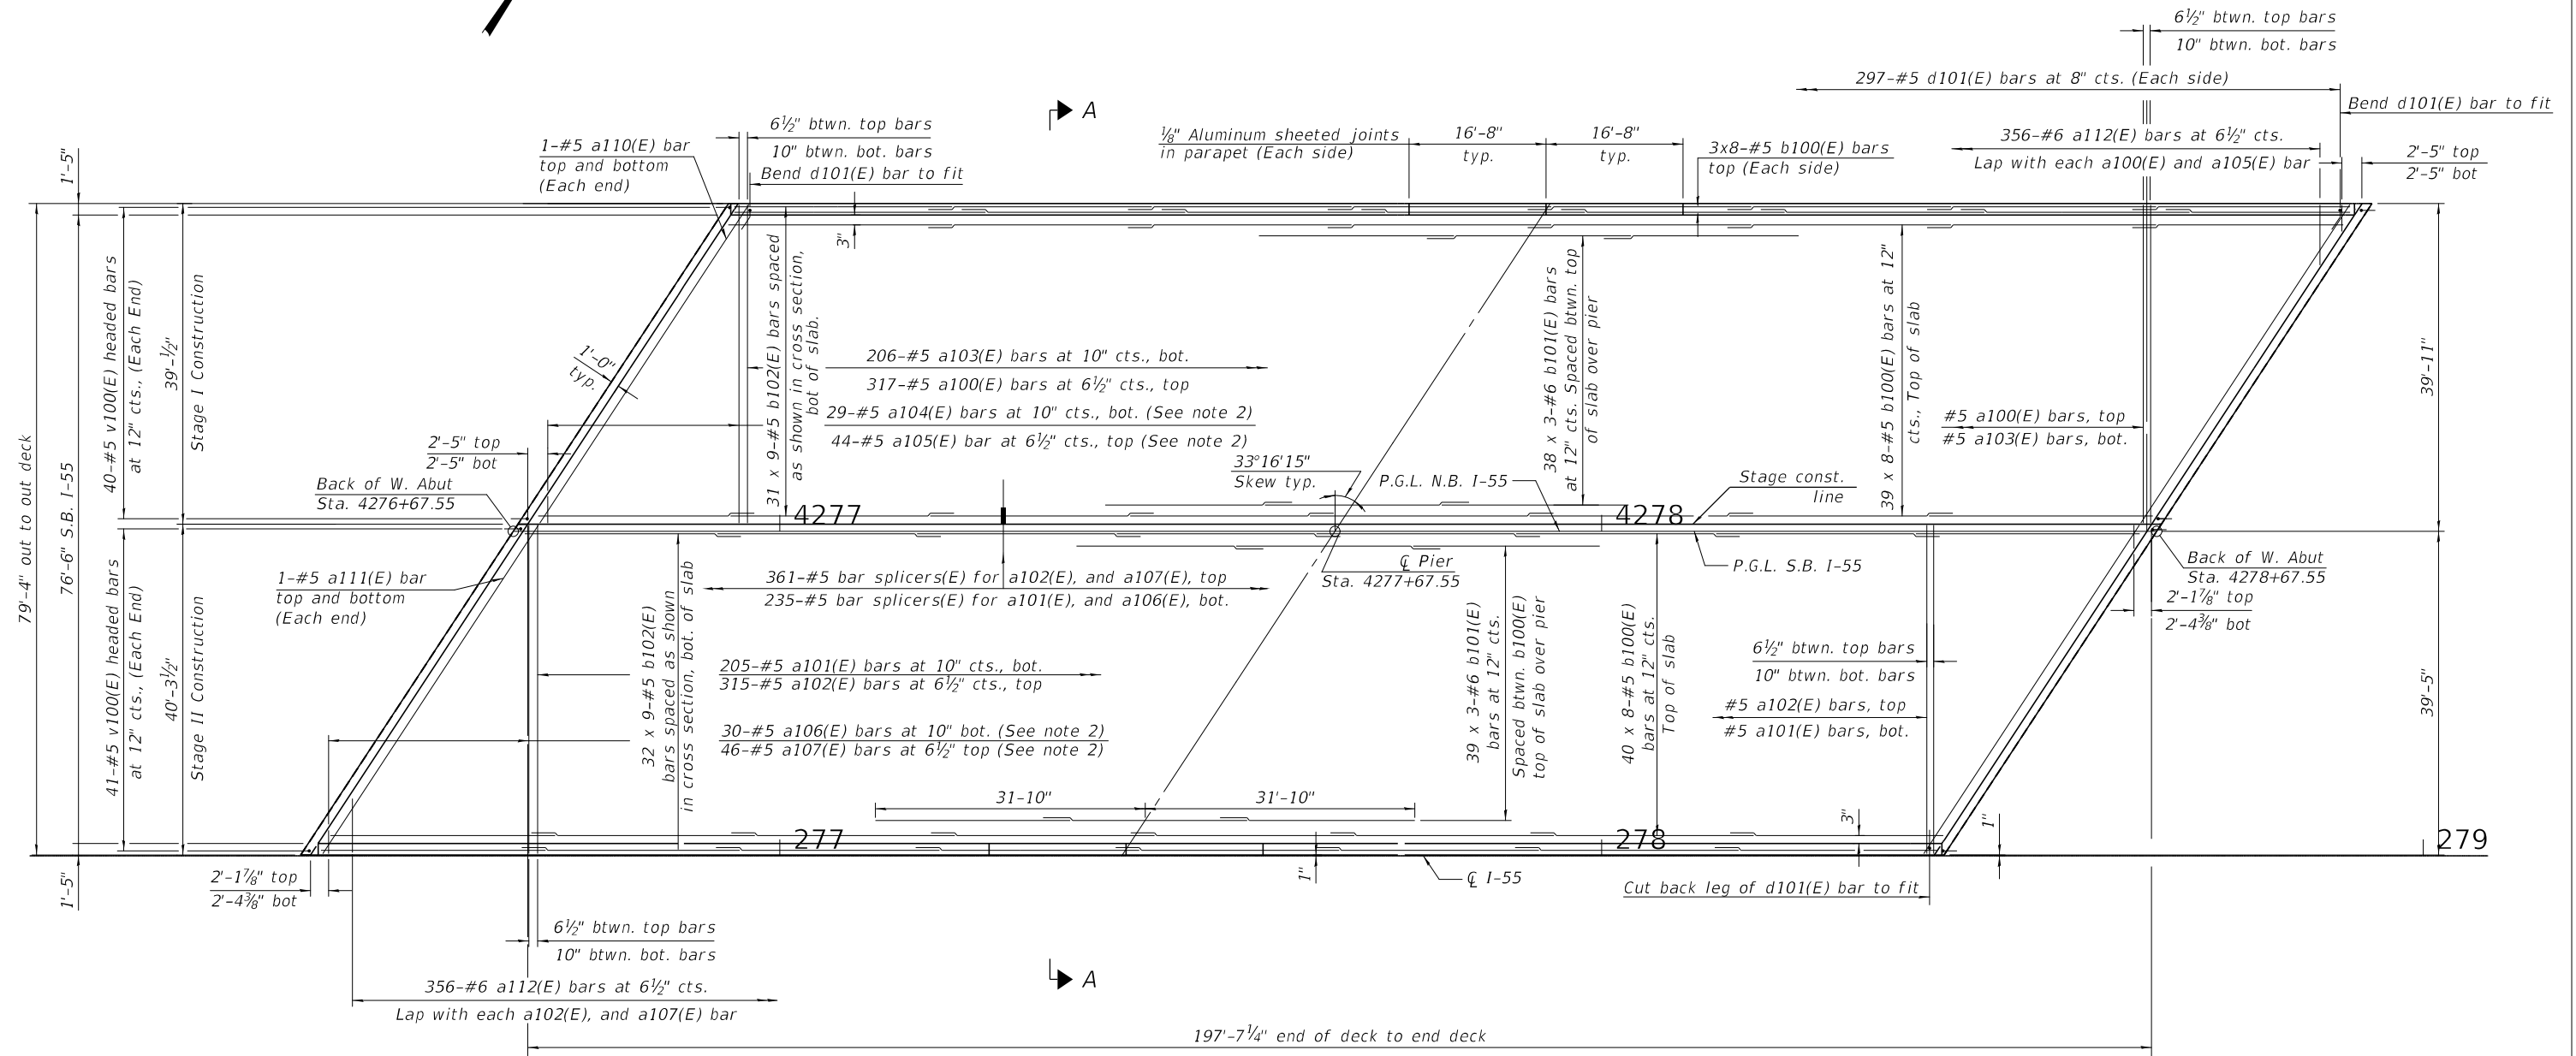 6½" btwn. top bars
10" btwn. bot. bars
297-#5 d101(E) bars at 8" cts. (Each side)
Bend d101(E) bar to fit
A
6½" btwn. top bars
10" btwn. bot. bars
Bend d101(E) bar to fit
1-#5 a110(E) bar
top and bottom
(Each end)
⅛" Aluminum sheeted joints
in parapet (Each side)
16'-8"
typ.
16'-8"
typ.
3x8-#5 b100(E) bars
top (Each side)
356-#6 a112(E) bars at 6½" cts.
Lap with each a100(E) and a105(E) bar
2'-5" top
2'-5" bot
1'-5"
79'-4" out to out deck
76'-6" S.B. I-55
40-#5 v100(E) headed bars
at 12" cts., (Each End)
39'-½"
Stage I Construction
1'-0"
typ.
3"
31 x 9-#5 b102(E) bars spaced
as shown in cross section,
bot of slab.
206-#5 a103(E) bars at 10" cts., bot.
317-#5 a100(E) bars at 6½" cts., top
29-#5 a104(E) bars at 10" cts., bot. (See note 2)
44-#5 a105(E) bar at 6½" cts., top (See note 2)
38 x 3-#6 b101(E) bars
at 12" cts. Spaced btwn. top
of slab over pier
39 x 8-#5 b100(E) bars at 12"
cts., Top of slab
#5 a100(E) bars, top
#5 a103(E) bars, bot.
39'-11"
2'-5" top
2'-5" bot
Back of W. Abut
Sta. 4276+67.55
33°16'15"
Skew typ.
P.G.L. N.B. I-55
Stage const.
line
4277
4278
℄ Pier
Sta. 4277+67.55
P.G.L. S.B. I-55
Back of W. Abut
Sta. 4278+67.55
2'-1⅞" top
2'-4⅜" bot
361-#5 bar splicers(E) for a102(E), and a107(E), top
235-#5 bar splicers(E) for a101(E), and a106(E), bot.
1-#5 a111(E) bar
top and bottom
(Each end)
41-#5 v100(E) headed bars
at 12" cts., (Each End)
40'-3½"
Stage II Construction
32 x 9-#5 b102(E)
bars spaced as shown
in cross section, bot. of slab
205-#5 a101(E) bars at 10" cts., bot.
315-#5 a102(E) bars at 6½" cts., top
30-#5 a106(E) bars at 10" bot. (See note 2)
46-#5 a107(E) bars at 6½" top (See note 2)
39 x 3-#6 b101(E)
bars at 12" cts.
Spaced btwn. b100(E)
top of slab over pier
40 x 8-#5 b100(E)
bars at 12" cts.
Top of slab
6½" btwn. top bars
10" btwn. bot. bars
#5 a102(E) bars, top
#5 a101(E) bars, bot.
39'-5"
31-10"
31'-10"
3"
1"
277
278
279
1'-5"
2'-1⅞" top
2'-4⅜" bot
1"
℄ I-55
Cut back leg of d101(E) bar to fit
6½" btwn. top bars
10" btwn. bot. bars
A
356-#6 a112(E) bars at 6½" cts.
Lap with each a102(E), and a107(E) bar
197'-7¼" end of deck to end deck